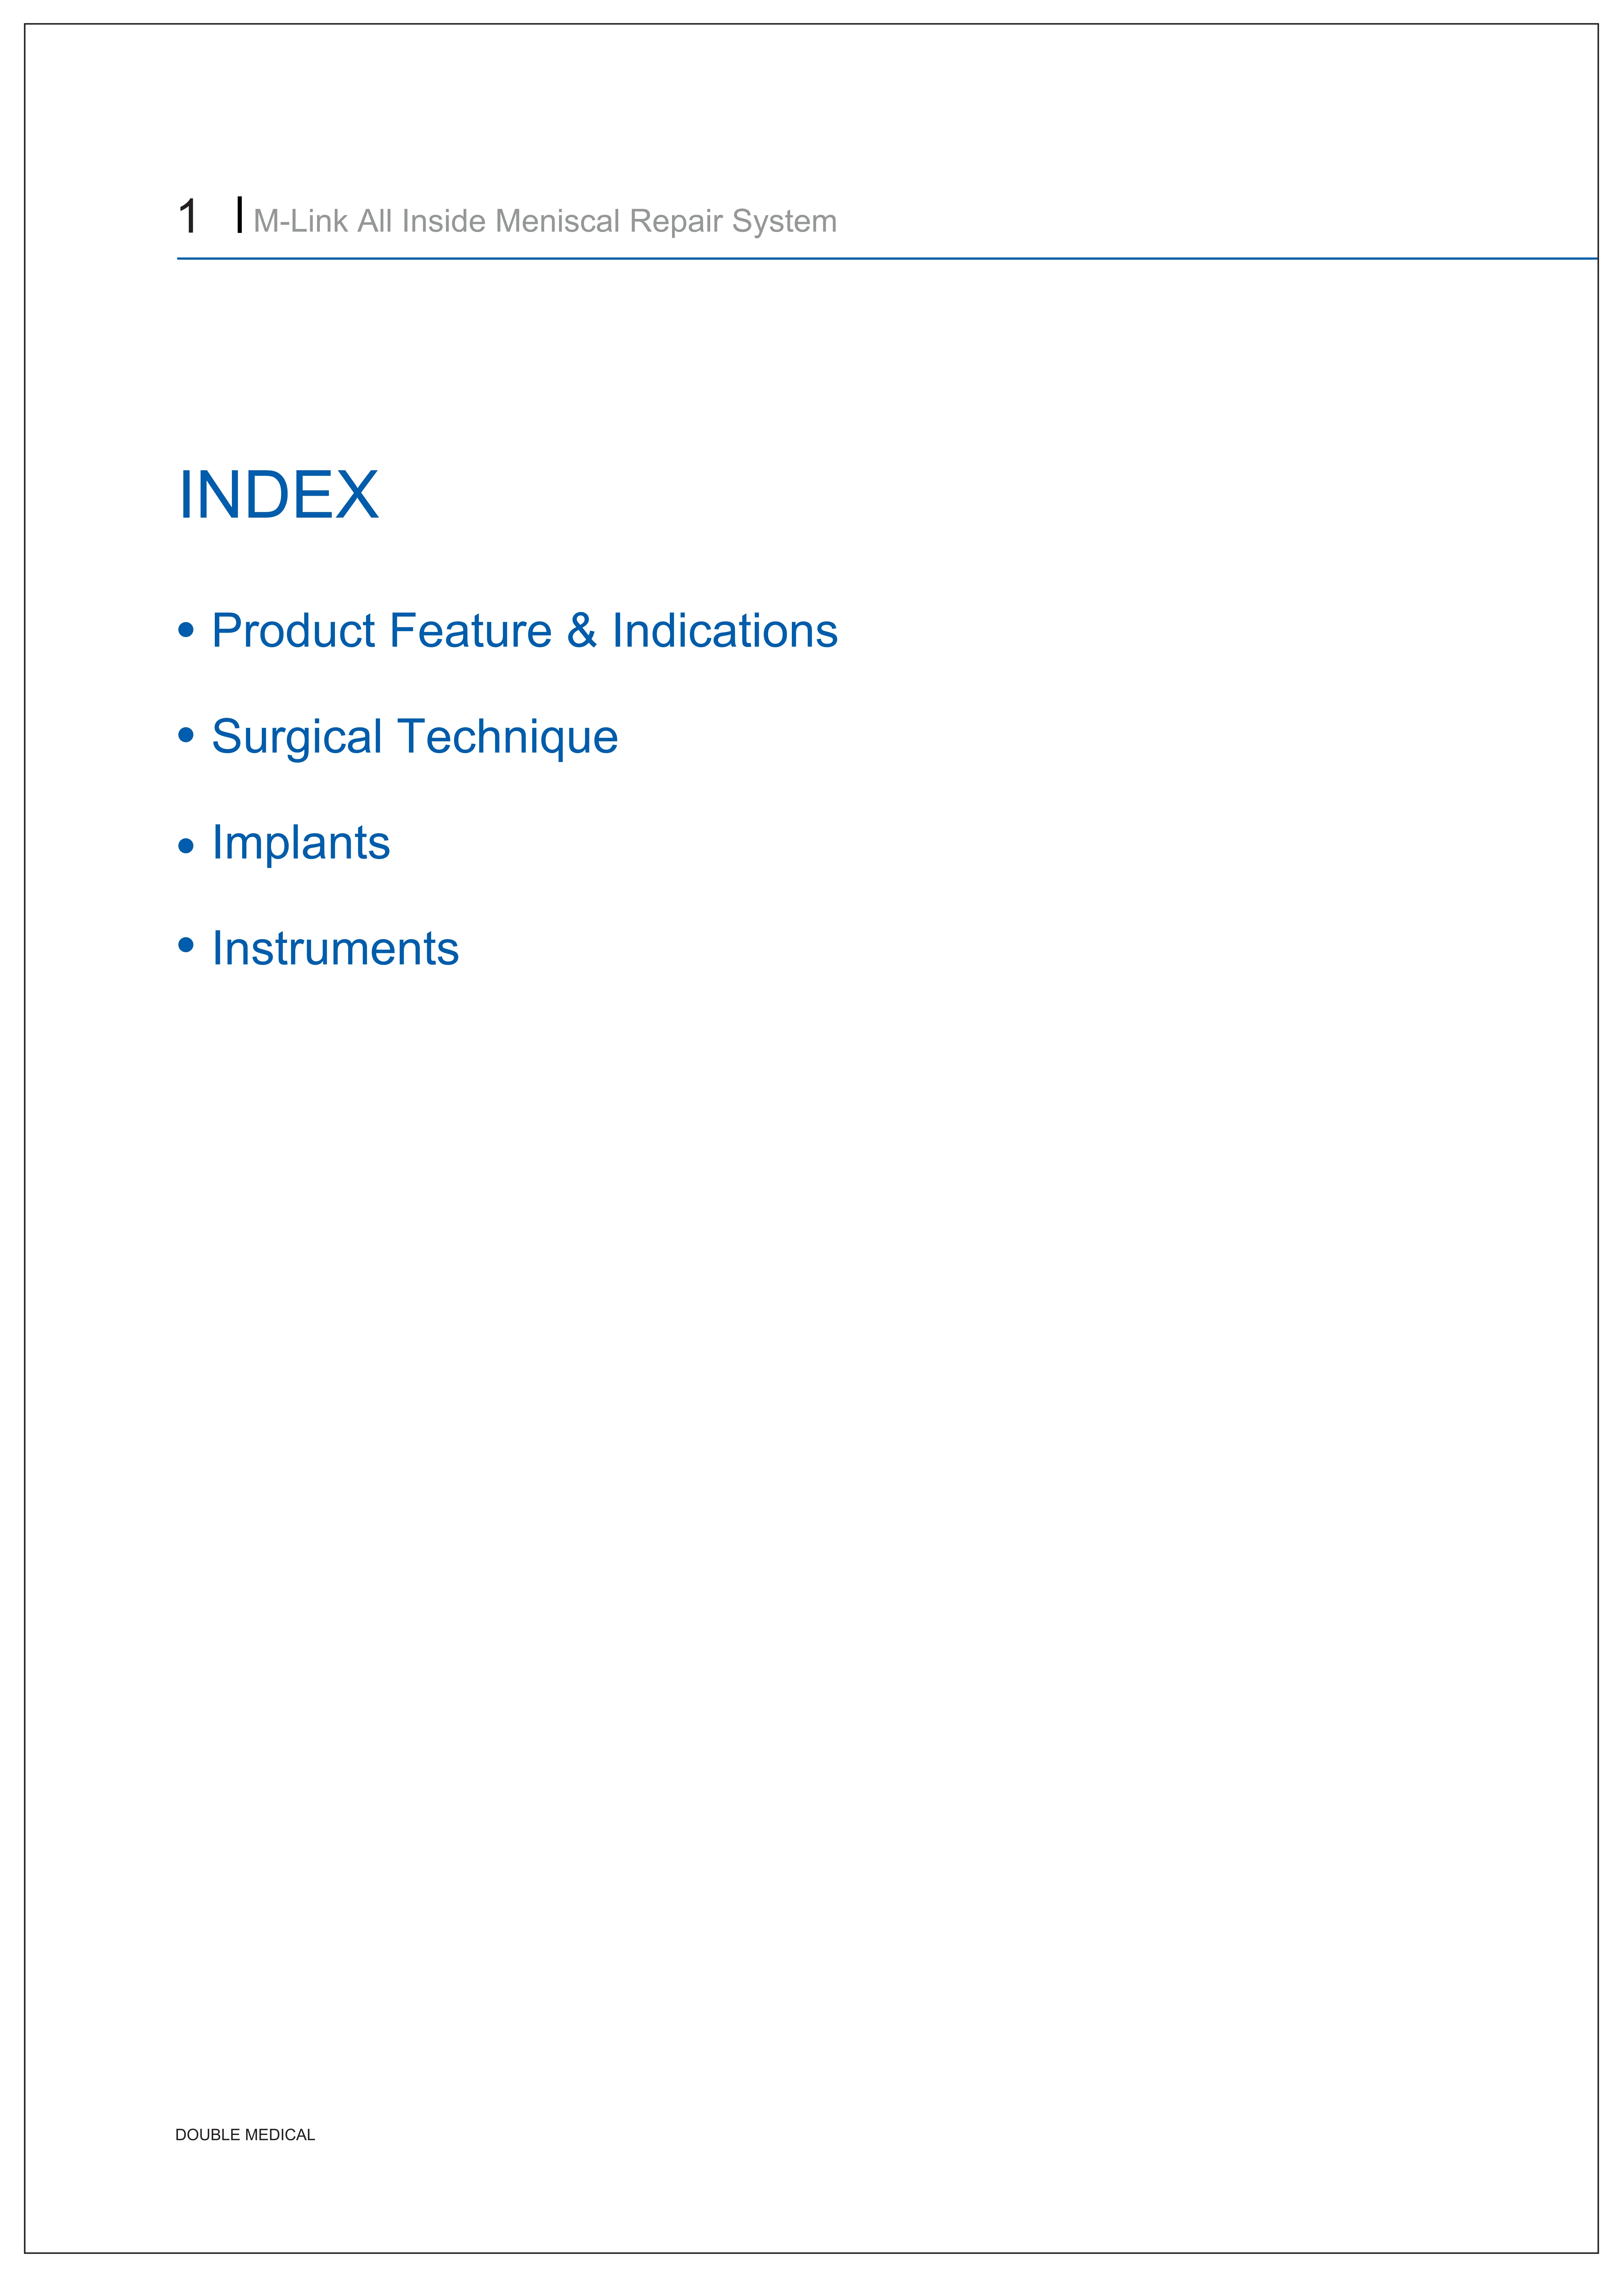 1 | M-Link All Inside Meniscal Repair System
INDEX
• Product Feature & Indications
• Surgical Technique
• Implants
• Instruments
DOUBLE MEDICAL